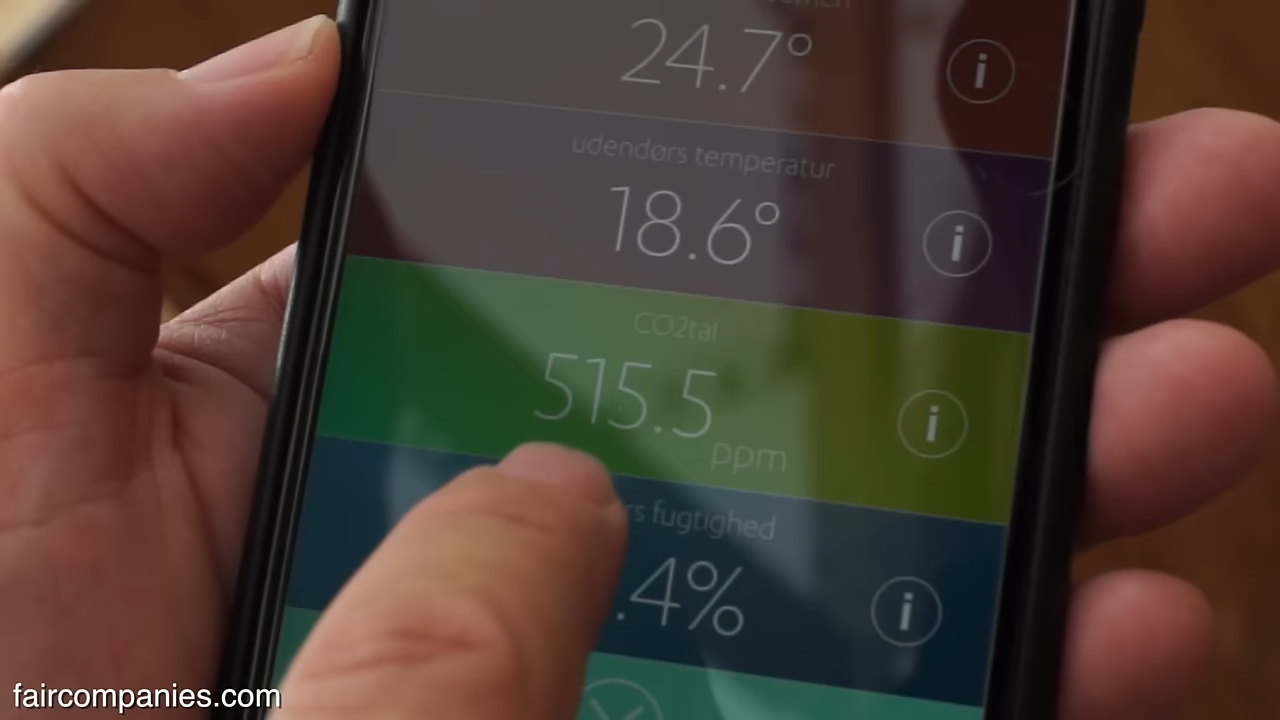 24.7°
i
udendørs temperatur
18.6°
i
CO2tal
515.5
ppm
i
fugtighed
.4%
i
faircompanies.com